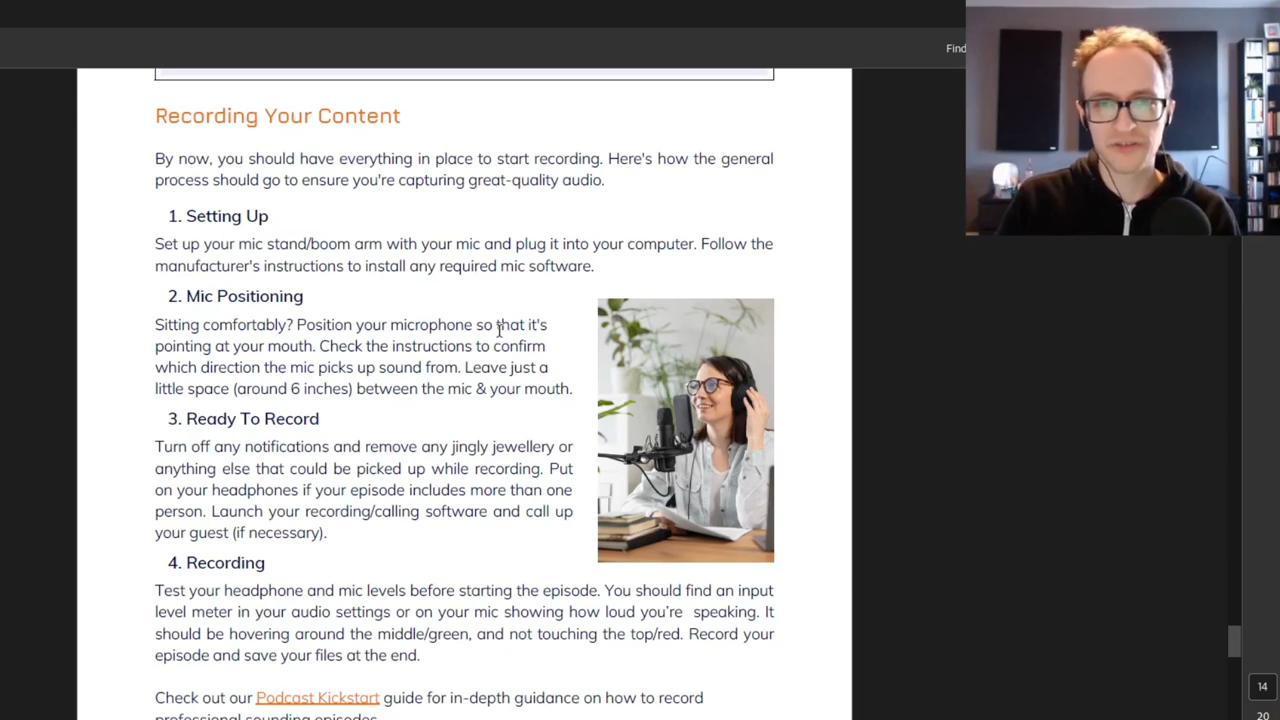 Find
Recording Your Content
By now, you should have everything in place to start recording. Here's how the general
process should go to ensure you're capturing great-quality audio.
1. Setting Up
Set up your mic stand/boom arm with your mic and plug it into your computer. Follow the
manufacturer's instructions to install any required mic software.
2. Mic Positioning
Sitting comfortably? Position your microphone so that it's
pointing at your mouth. Check the instructions to confirm
which direction the mic picks up sound from. Leave just a
little space (around 6 inches) between the mic & your mouth.
3. Ready To Record
Turn off any notifications and remove any jingly jewellery or
anything else that could be picked up while recording. Put
on your headphones if your episode includes more than one
person. Launch your recording/calling software and call up
your guest (if necessary).
4. Recording
Test your headphone and mic levels before starting the episode. You should find an input
level meter in your audio settings or on your mic showing how loud you're speaking. It
should be hovering around the middle/green, and not touching the top/red. Record your
episode and save your files at the end.
Check out our Podcast Kickstart guide for in-depth guidance on how to record
professional sounding episodes.
14
20